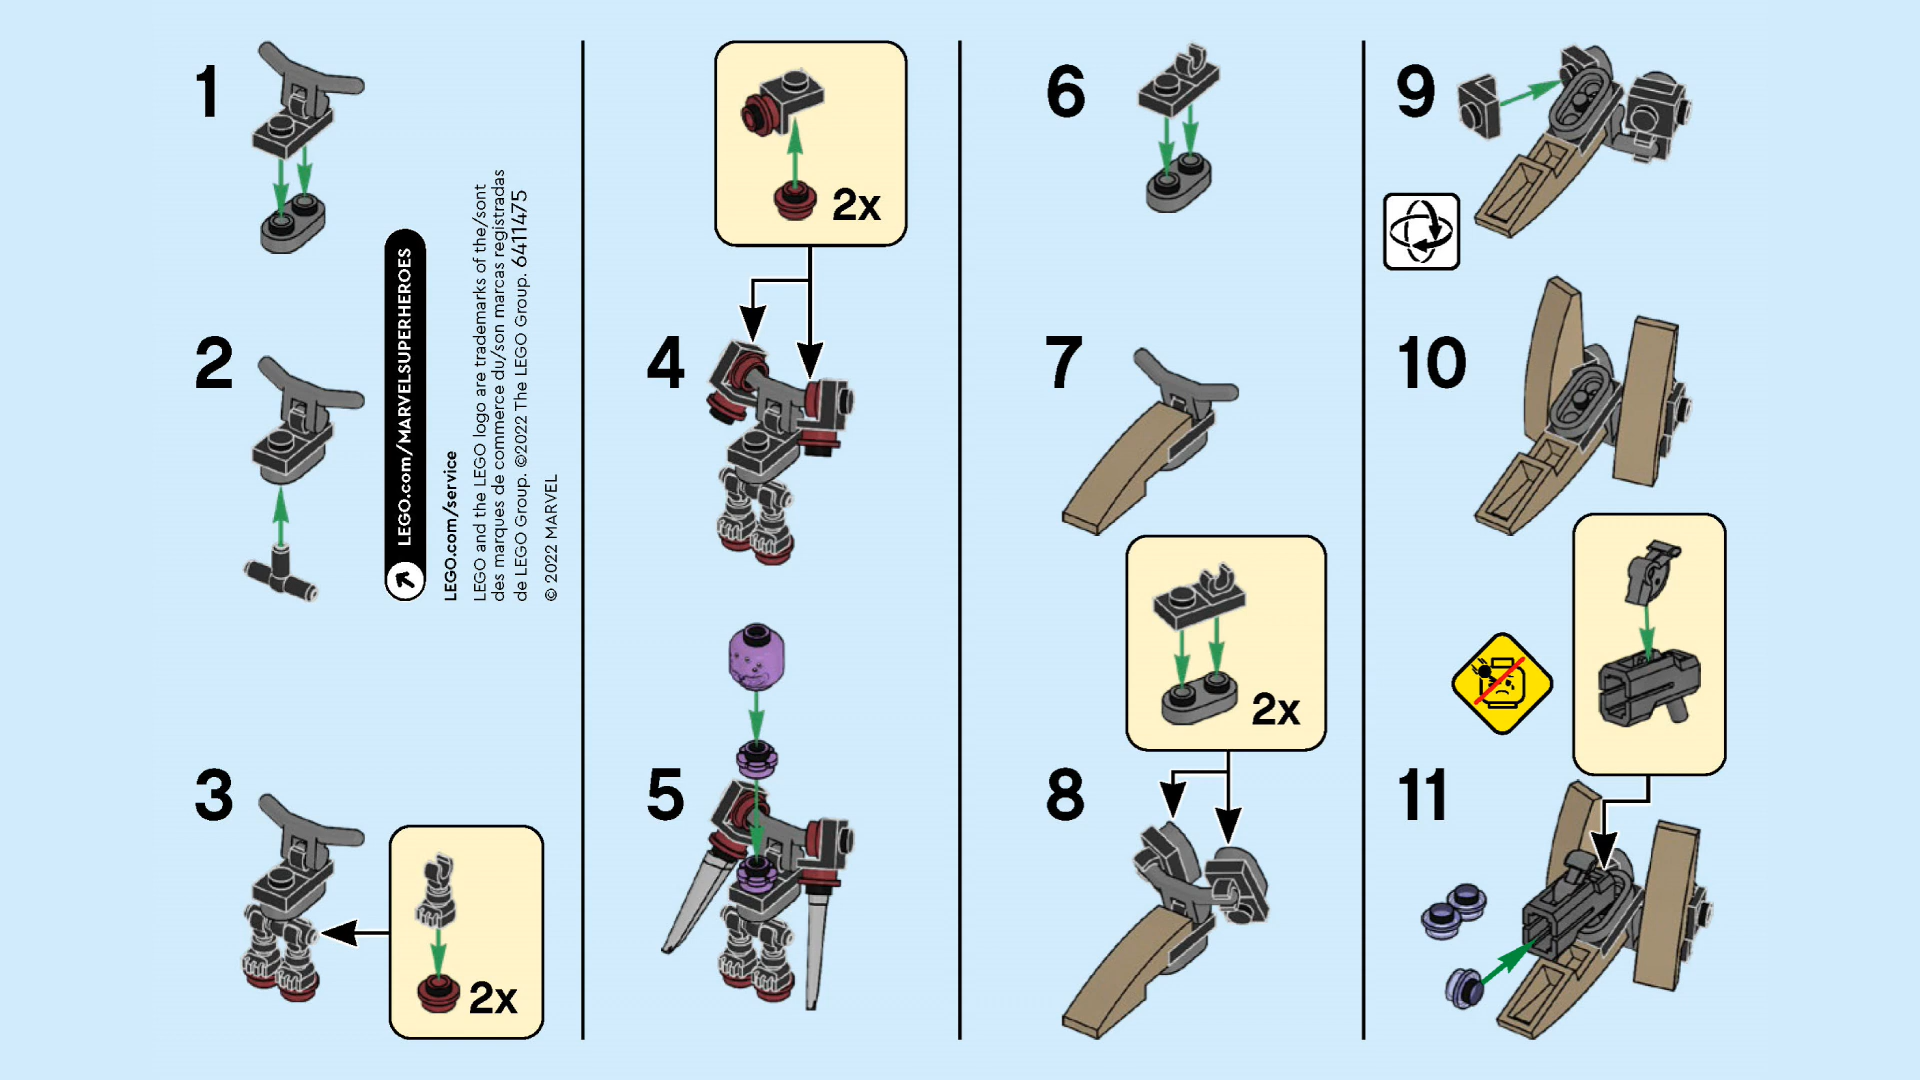 1
2
LEGO.com/MARVELSUPERHEROES
LEGO.com/service
LEGO and the LEGO logo are trademarks of the/sont
des marques de commerce du/son marcas registradas
de LEGO Group. ©2022 The LEGO Group. 6411475
© 2022 MARVEL
3
2x
2x
4
5
6
7
2x
8
9
10
11